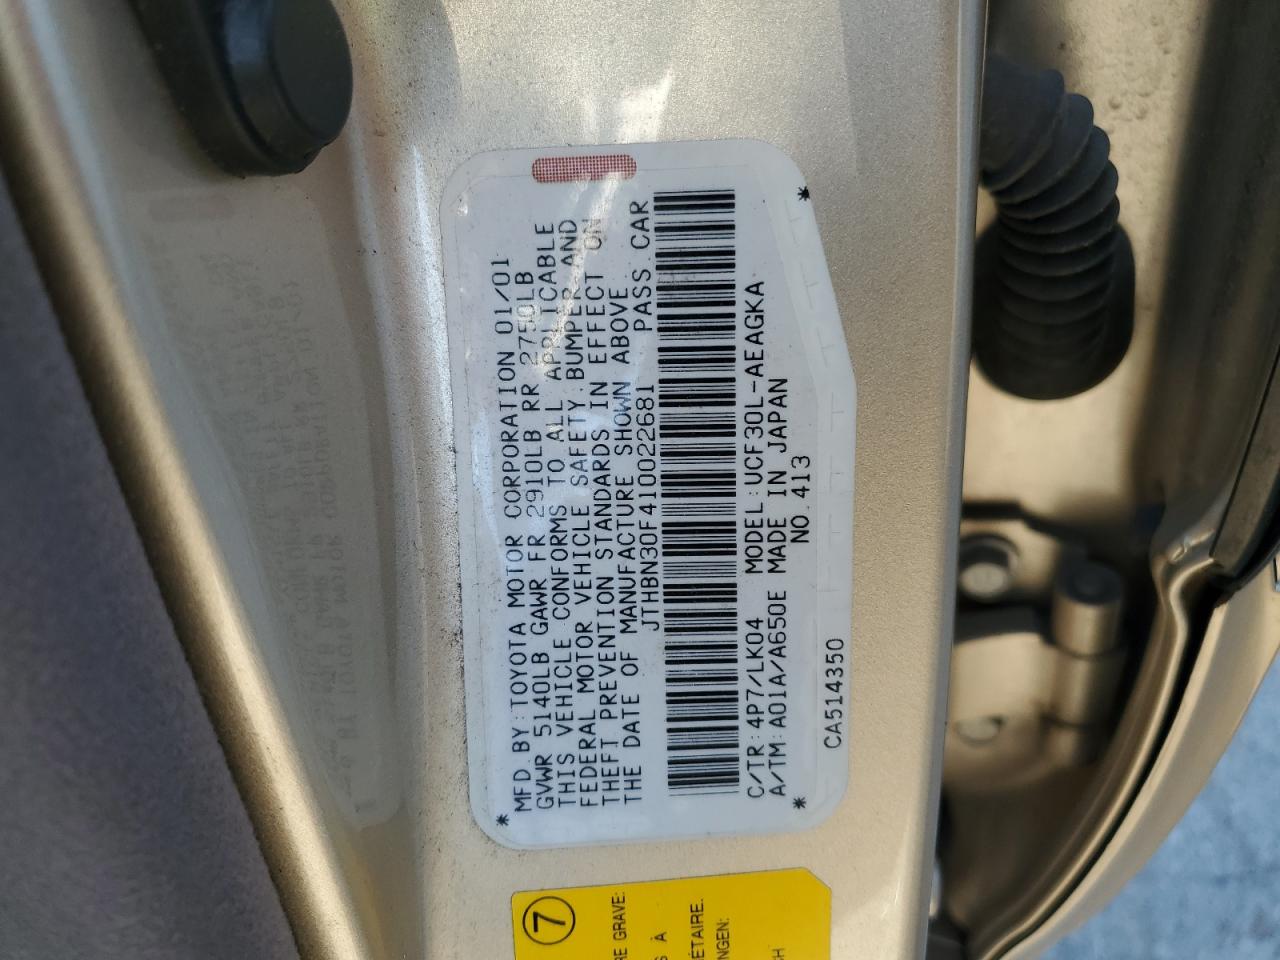 MFD.BY:TOYOTA MOTOR CORPORATION 01/01
GVWR 5140LB GAWR FR 2910LB RR 2750LB
THIS VEHICLE CONFORMS TO ALL APPLICABLE
FEDERAL MOTOR VEHICLE SAFETY.BUMPER AND
THEFT PREVENTION STANDARDS IN EFFECT ON
THE DATE OF MANUFACTURE SHOWN ABOVE.
JTHBN30F410022681 PASS.CAR
C/TR:4P7/LK04 MODEL:UCF30L-AEAGKA
A/TM:A01A/A650E MADE IN JAPAN
NO.413
CA514350
7
GRAVE:
À